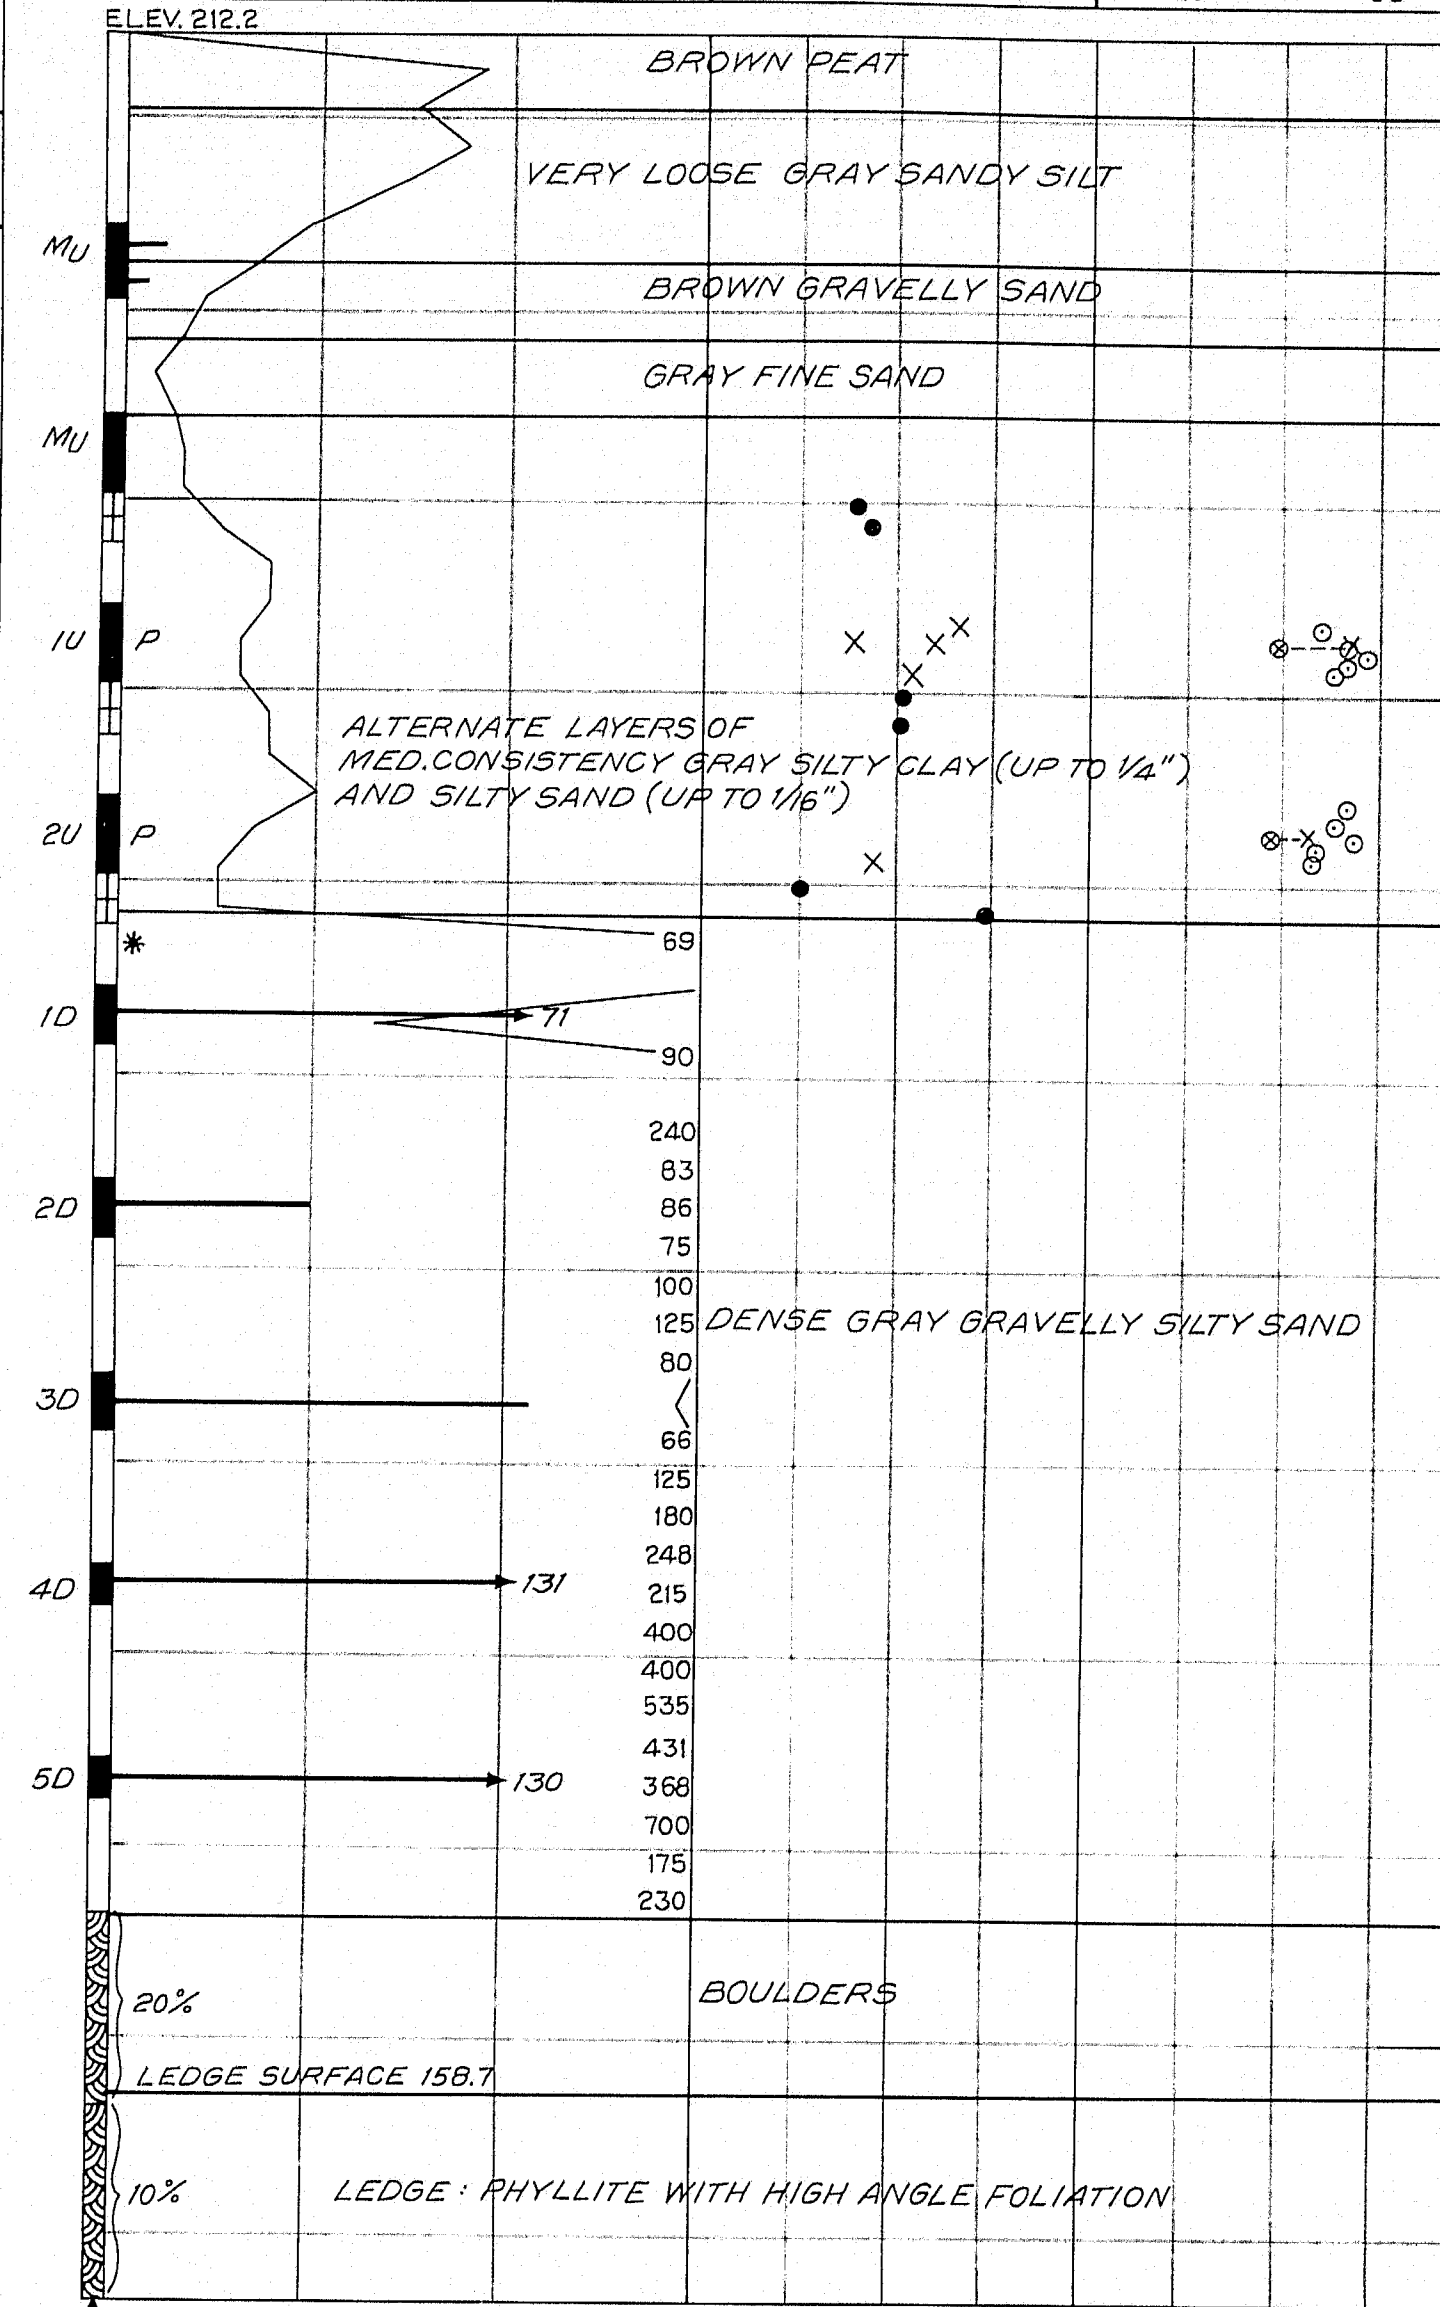 ELEV. 212.2
BROWN PEAT
VERY LOOSE GRAY SANDY SILT
MU
BROWN GRAVELLY SAND
GRAY FINE SAND
MU
1U P
ALTERNATE LAYERS OF
MED. CONSISTENCY GRAY SILTY CLAY (UP TO 1/4")
AND SILTY SAND (UP TO 1/16")
2U P
*
69
1D 71
90
240
83
2D 86
75
100
125 DENSE GRAY GRAVELLY SILTY SAND
80
3D
66
125
180
248
4D 131 215
400
400
535
431
5D 130 368
700
175
230
20% BOULDERS
LEDGE SURFACE 158.7
10% LEDGE: PHYLLITE WITH HIGH ANGLE FOLIATION